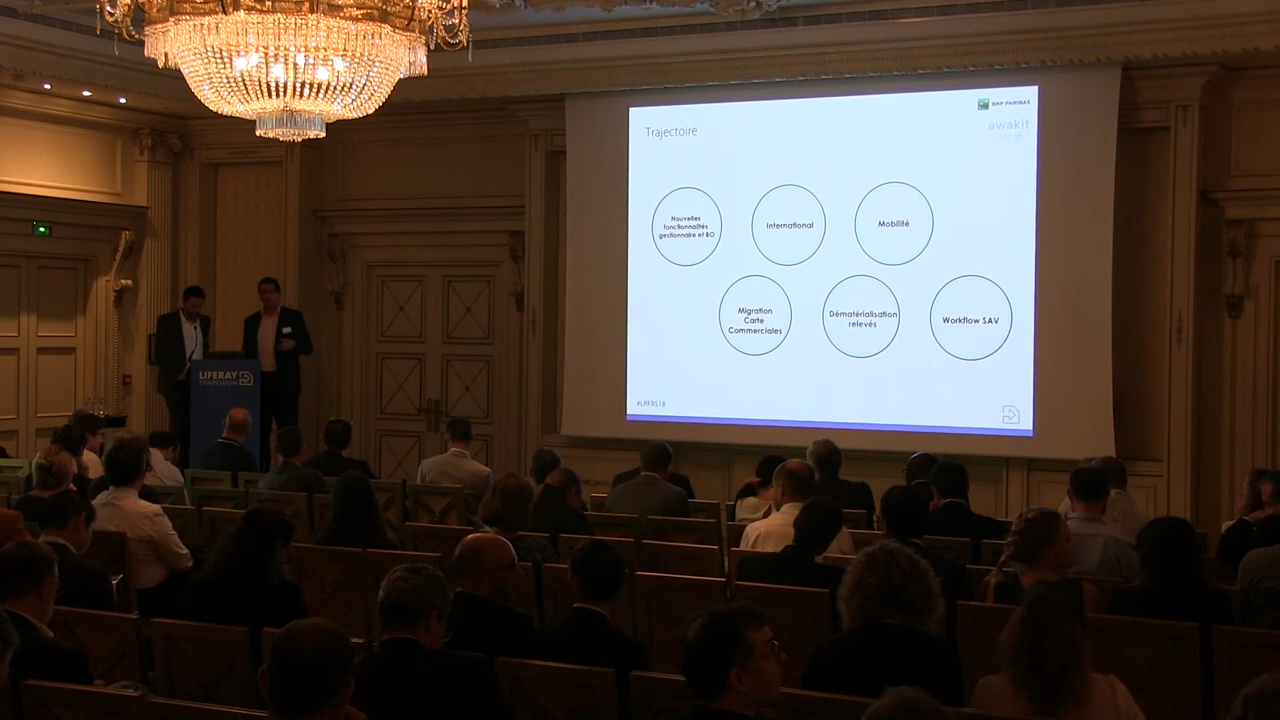 BNP PARIBAS
Trajectoire
awakit
Nouvelles
fonctionnalités
gestionnaire et BO
International
Mobilité
Migration
Carte
Commerciales
Dématérialisation
relevés
Workflow SAV
#LRFRS18
LIFERAY
SYMPOSIUM